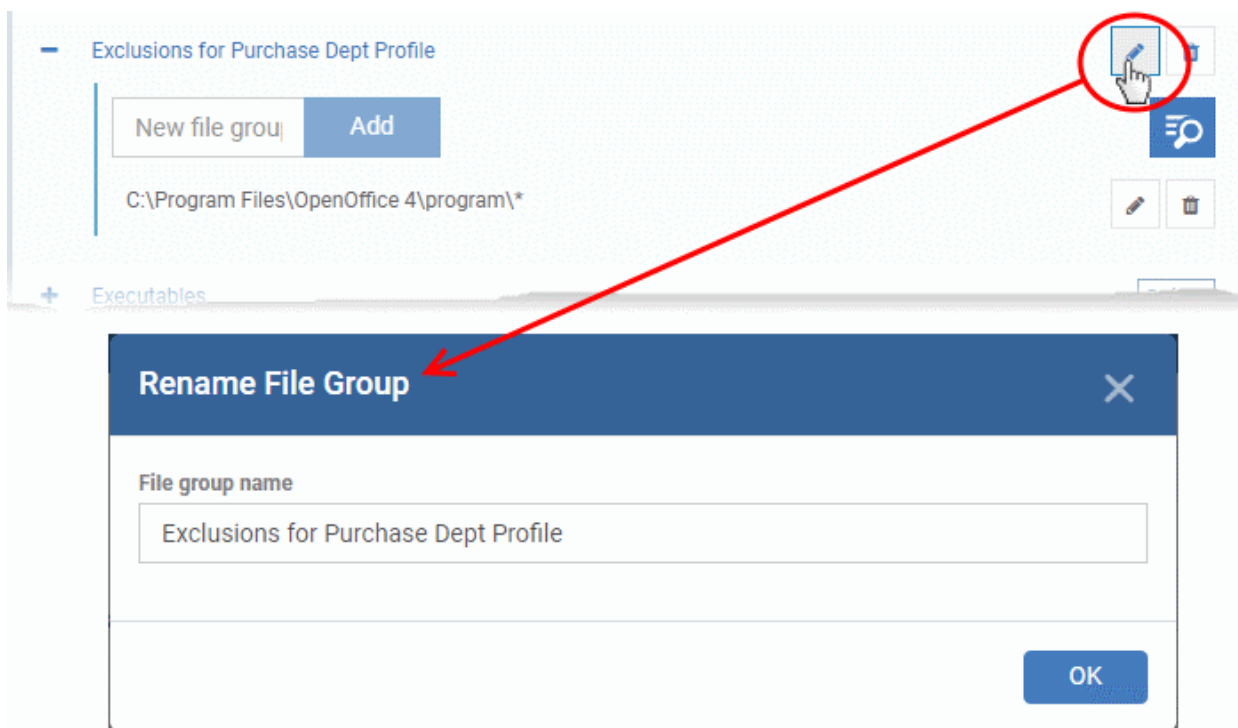 Exclusions for Purchase Dept Profile
New file grou
Add
C:\Program Files\OpenOffice 4\program\*
Executables
Rename File Group
File group name
Exclusions for Purchase Dept Profile
OK